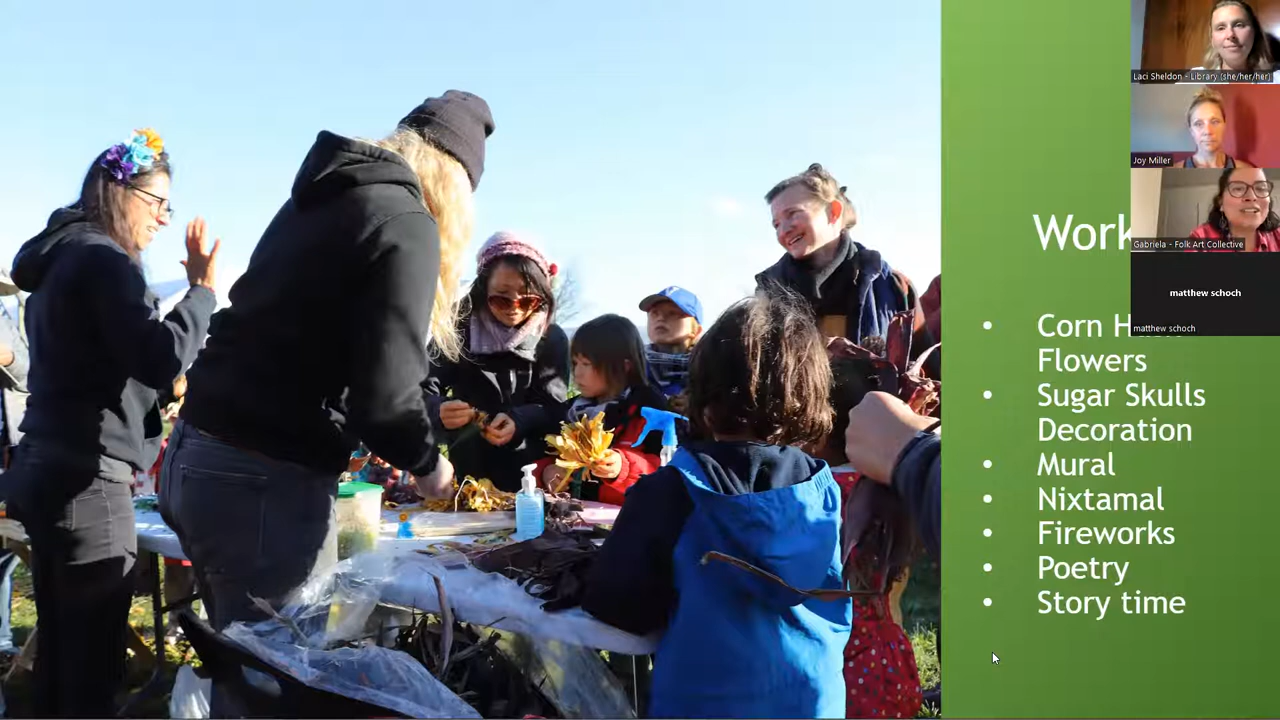 Laci Sheldon - Library (she/her/her)
Joy Miller
Gabriela - Folk Art Collective
matthew schoch
matthew schoch
Work
• Corn
Flowers
• Sugar Skulls
Decoration
• Mural
• Nixtamal
• Fireworks
• Poetry
• Story time